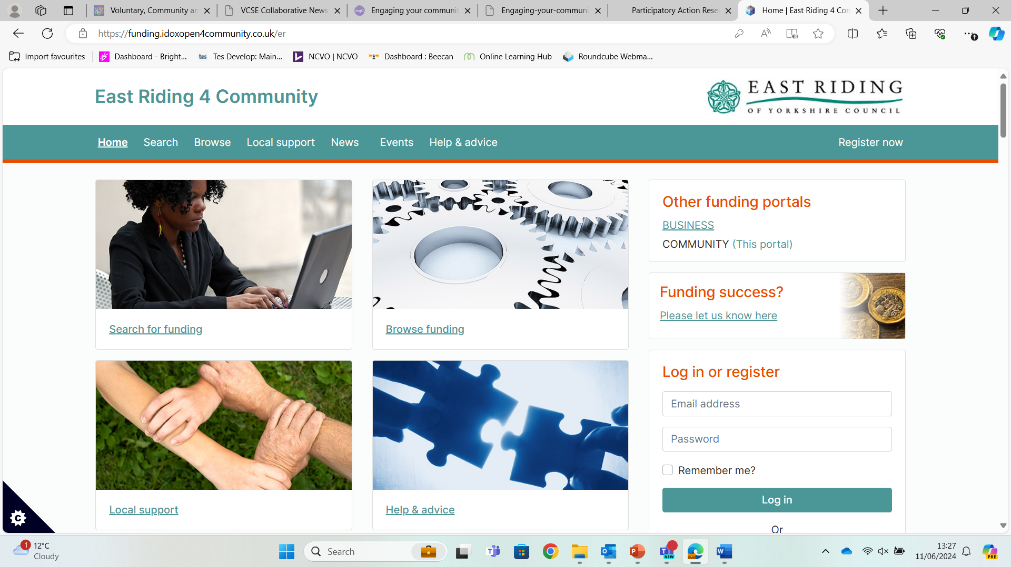 Voluntary, Community a
VCSE Collaborative News
Engaging your communi
Engaging-your-commun
Participatory Action Rese
Home | East Riding 4 Com
https://funding.idoxopen4community.co.uk/er
Import favourites
Dashboard - Bright...
Tes Develop: Main...
NCVO | NCVO
Dashboard : Beecan
Online Learning Hub
Roundcube Webma...
East Riding 4 Community
EAST RIDING
OF YORKSHIRE COUNCIL
Home Search Browse Local support News Events Help & advice Register now
Search for funding
Browse funding
Local support
Help & advice
Other funding portals
BUSINESS
COMMUNITY (This portal)
Funding success?
Please let us know here
Log in or register
Email address
Password
Remember me?
Log in
Or
1
12°C
Cloudy
Search
NEW
13:27
11/06/2024
PRE